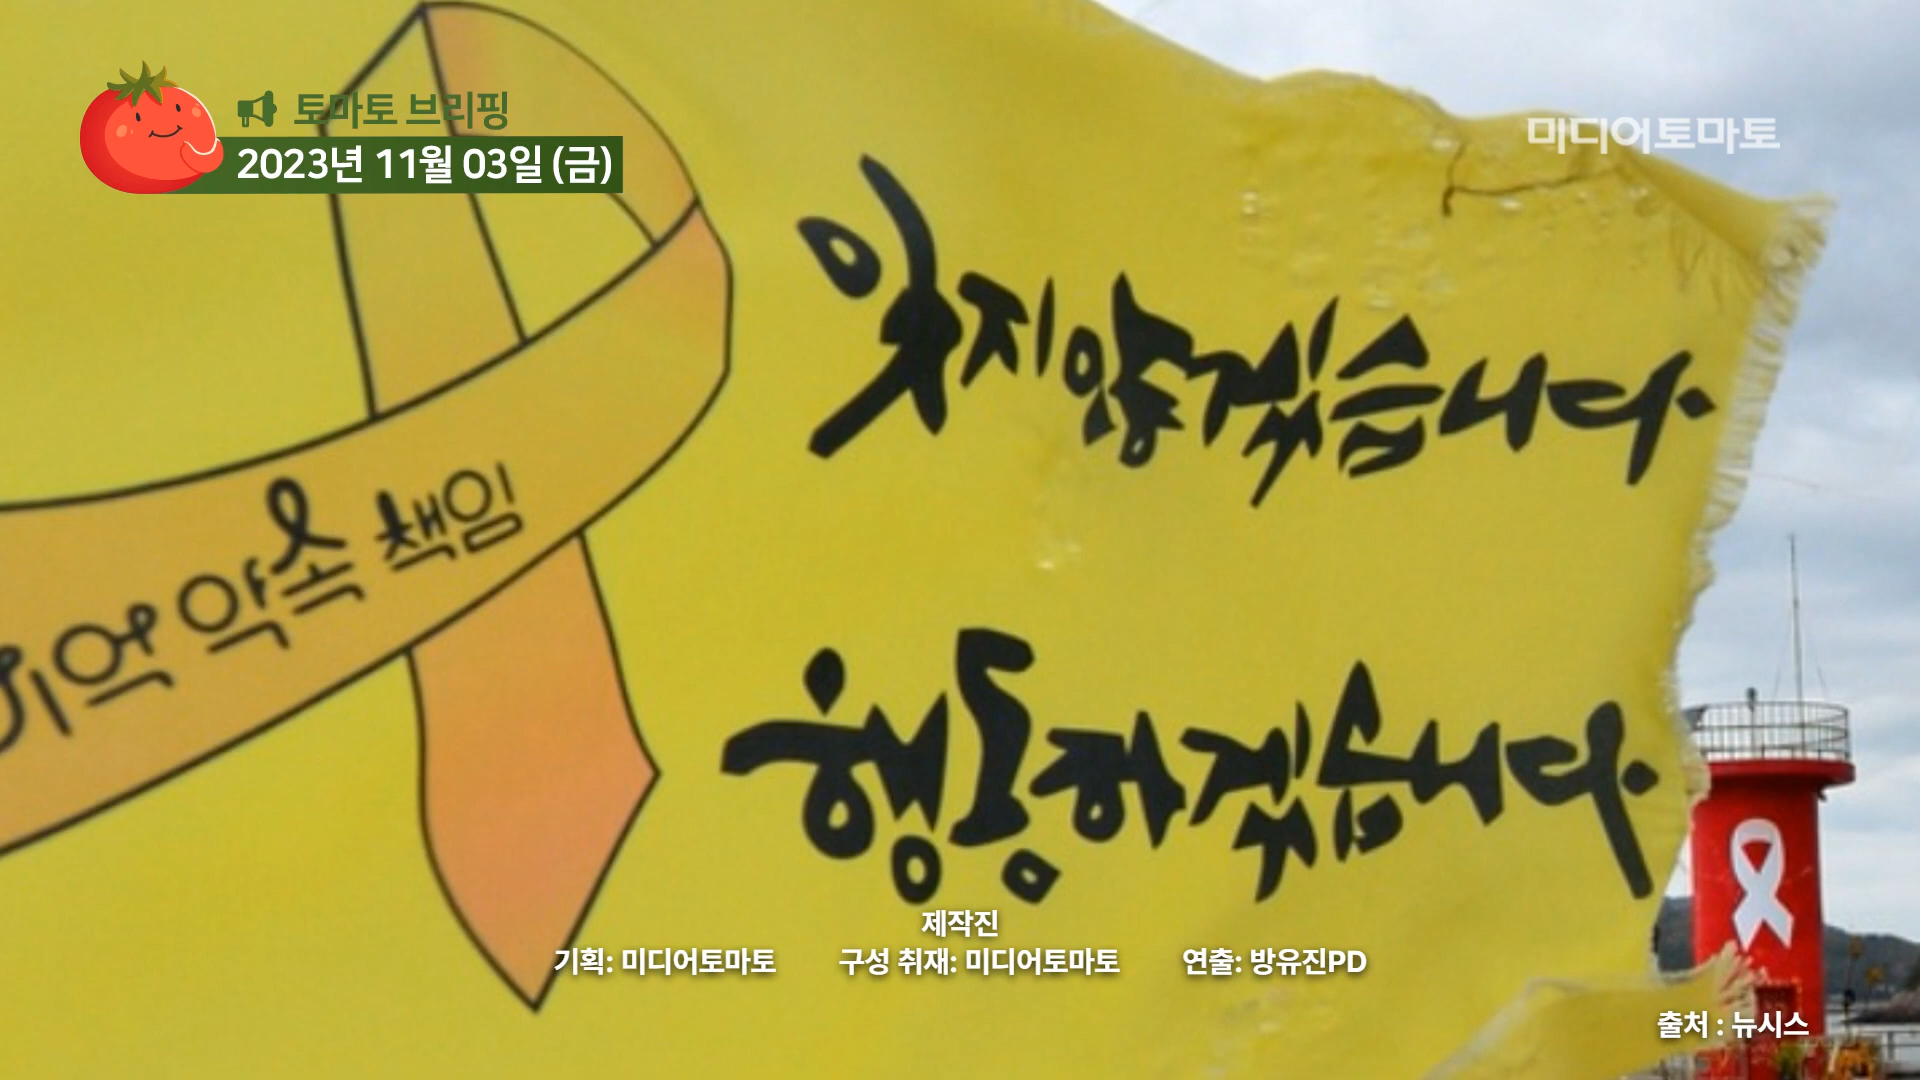 토마토 브리핑
2023년 11월 03일 (금)
미디어토마토
잊지않겠습니다.
기억 약속 책임
행동하겠습니다.
제작진
기획: 미디어토마토 구성 취재: 미디어토마토 연출: 방유진PD
출처 : 뉴시스